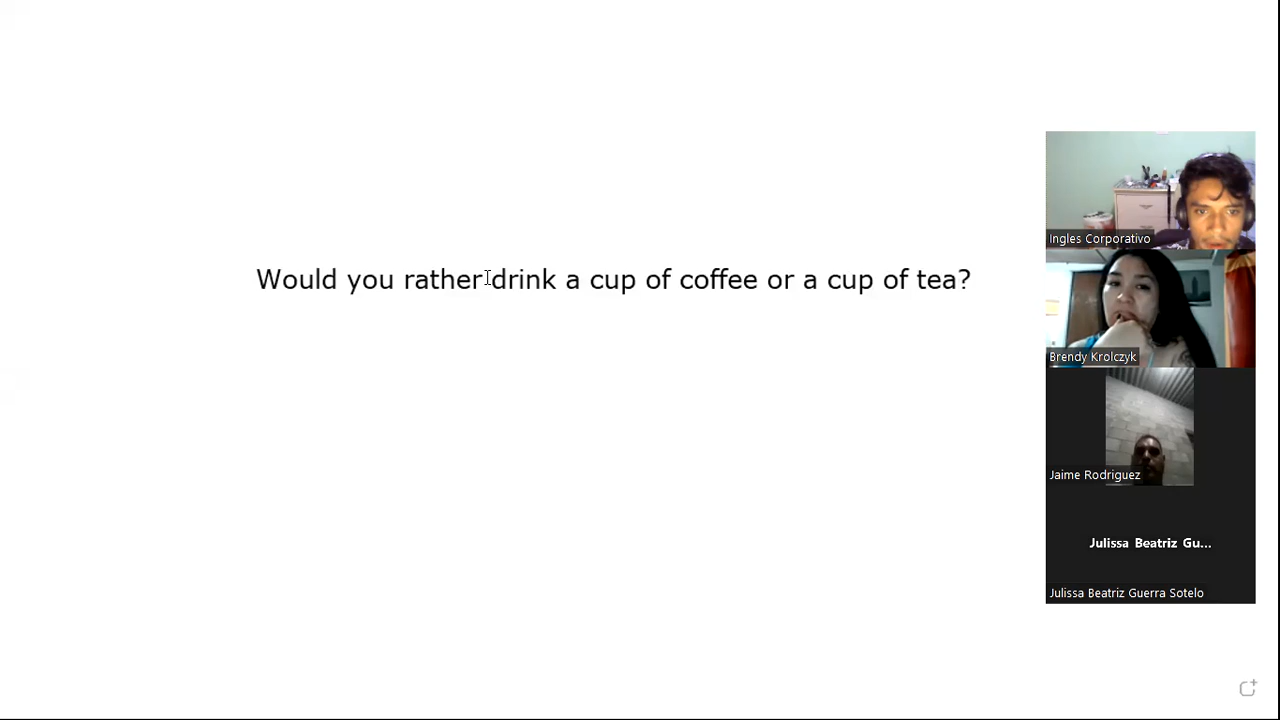 Would you rather drink a cup of coffee or a cup of tea?
Ingles Corporativo
Brendy Krolczyk
Jaime Rodriguez
Julissa Beatriz Gu...
Julissa Beatriz Guerra Sotelo